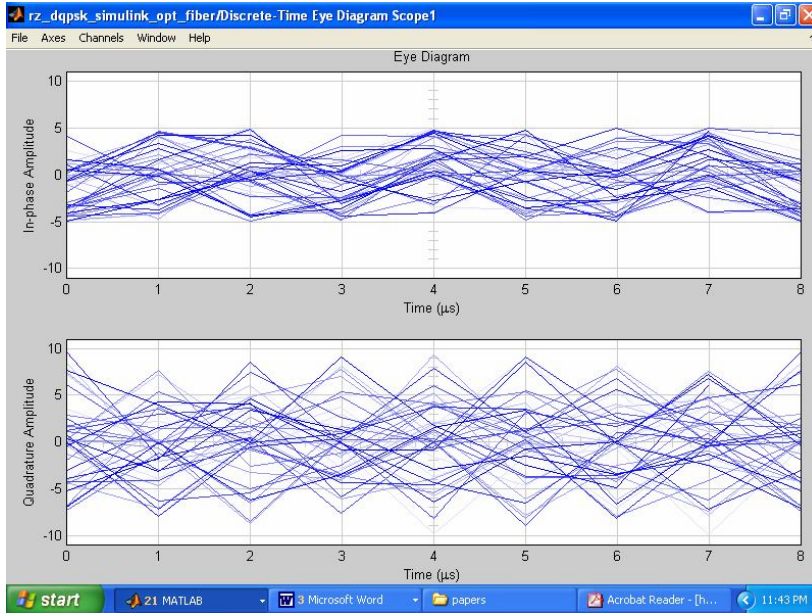 rz_dqpsk_simulink_opt_fiber/Discrete-Time Eye Diagram Scope1
File Axes Channels Window Help
Eye Diagram
10
5
0
-5
-10
In-phase Amplitude
0 1 2 3 4 5 6 7 8
Time (μs)
10
5
0
-5
-10
Quadrature Amplitude
0 1 2 3 4 5 6 7 8
Time (μs)
start 21 MATLAB 3 Microsoft Word papers Acrobat Reader - [h... 11:43 PM